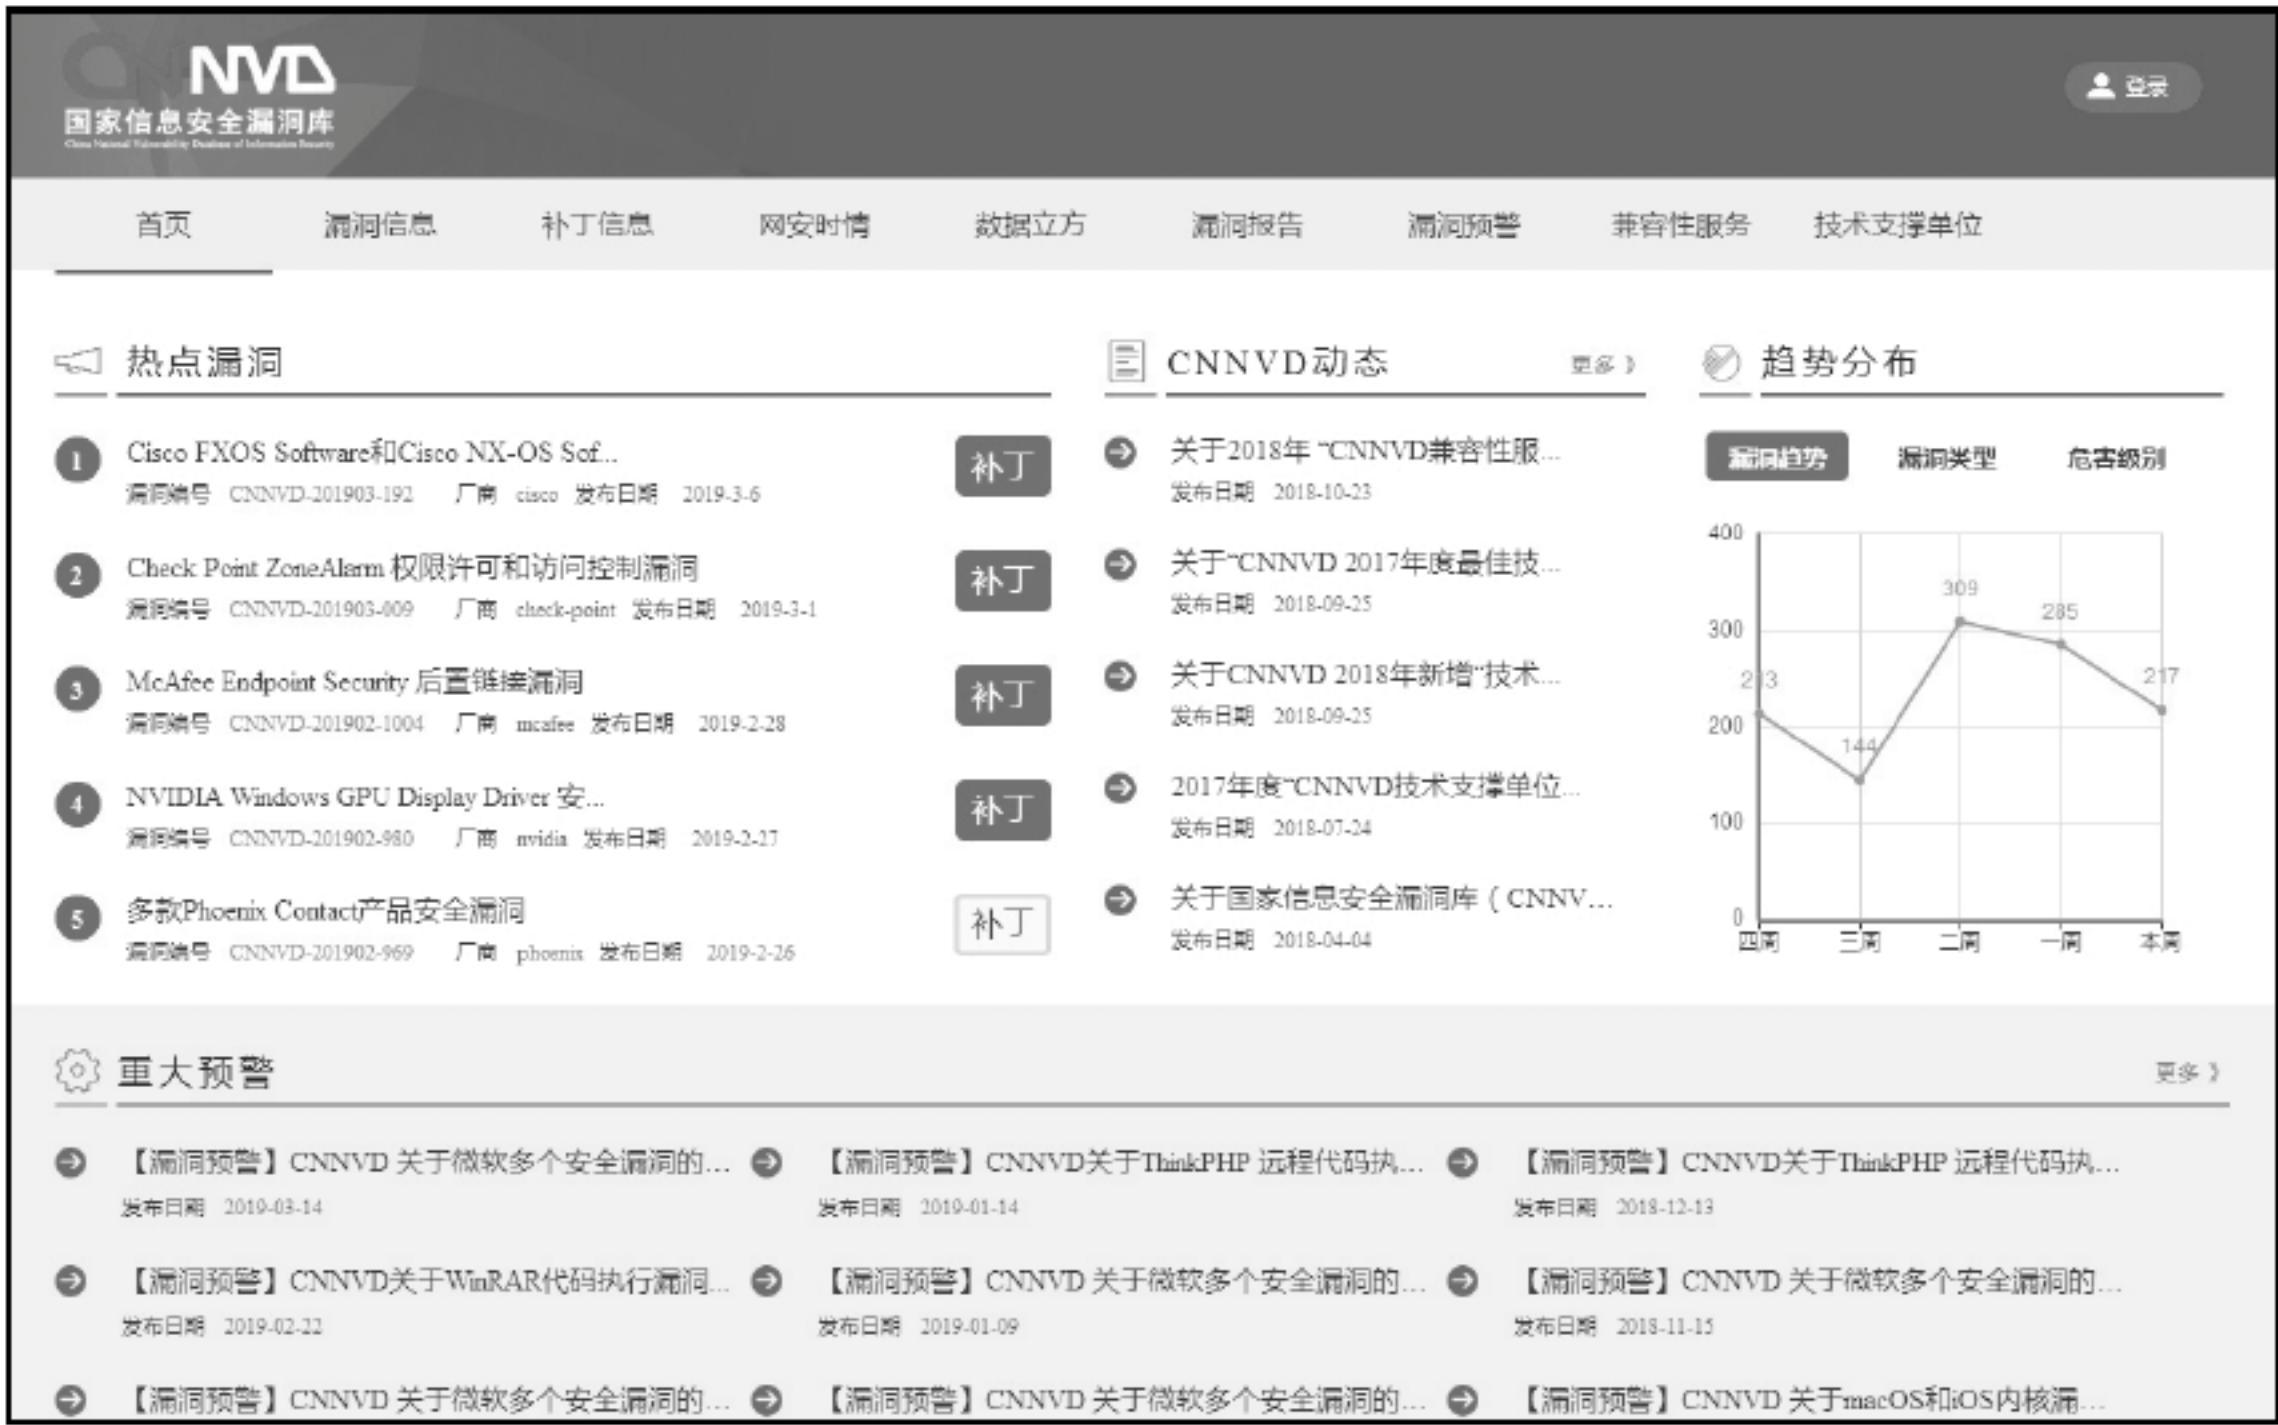 CNNVD
国家信息安全漏洞库
China National Vulnerability Database of Information Security
登录
首页 漏洞信息 补丁信息 网安时情 数据立方 漏洞报告 漏洞预警 兼容性服务 技术支撑单位
热点漏洞
1 Cisco FXOS Software和Cisco NX-OS Sof...
漏洞编号 CNNVD-201903-192 厂商 cisco 发布日期 2019-3-6
补丁
2 Check Point ZoneAlarm 权限许可和访问控制漏洞
漏洞编号 CNNVD-201903-009 厂商 check-point 发布日期 2019-3-1
补丁
3 McAfee Endpoint Security 后置链接漏洞
漏洞编号 CNNVD-201902-1004 厂商 mcafee 发布日期 2019-2-28
补丁
4 NVIDIA Windows GPU Display Driver 安...
漏洞编号 CNNVD-201902-980 厂商 nvidia 发布日期 2019-2-27
补丁
5 多款Phoenix Contact产品安全漏洞
漏洞编号 CNNVD-201902-969 厂商 phoenix 发布日期 2019-2-26
补丁
CNNVD动态 更多 》
关于2018年 “CNNVD兼容性服...
发布日期 2018-10-23
关于“CNNVD 2017年度最佳技...
发布日期 2018-09-25
关于CNNVD 2018年新增“技术...
发布日期 2018-09-25
2017年度“CNNVD技术支撑单位...
发布日期 2018-07-24
关于国家信息安全漏洞库（CNNV...
发布日期 2018-04-04
趋势分布
漏洞趋势 漏洞类型 危害级别
400
309
285
300
213
217
200
144
100
0
四周 三周 二周 一周 本周
重大预警 更多 》
【漏洞预警】CNNVD 关于微软多个安全漏洞的... 【漏洞预警】CNNVD关于ThinkPHP 远程代码执... 【漏洞预警】CNNVD关于ThinkPHP 远程代码执...
发布日期 2019-03-14 发布日期 2019-01-14 发布日期 2018-12-13
【漏洞预警】CNNVD关于WinRAR代码执行漏洞... 【漏洞预警】CNNVD 关于微软多个安全漏洞的... 【漏洞预警】CNNVD 关于微软多个安全漏洞的...
发布日期 2019-02-22 发布日期 2019-01-09 发布日期 2018-11-15
【漏洞预警】CNNVD 关于微软多个安全漏洞的... 【漏洞预警】CNNVD 关于微软多个安全漏洞的... 【漏洞预警】CNNVD 关于macOS和iOS内核漏...